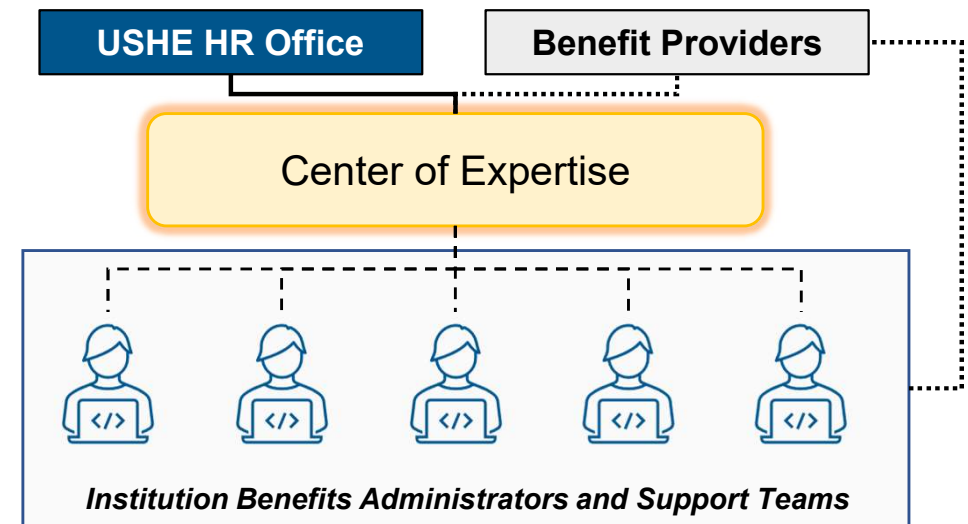 USHE HR Office
Benefit Providers
Center of Expertise
</>
</>
</>
</>
</>
Institution Benefits Administrators and Support Teams